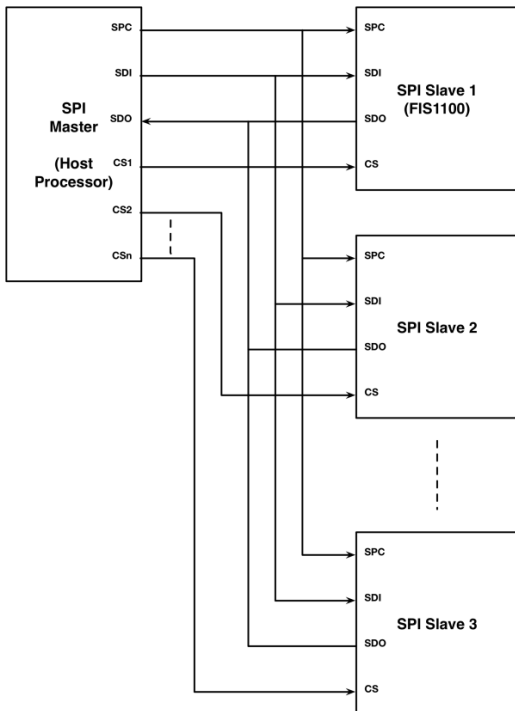 SPC
SDI
SPI
Master
SDO
(Host
Processor)
CS1
CS2
CSn
SPC
SDI
SPI Slave 1
(FIS1100)
SDO
CS
SPC
SDI
SPI Slave 2
SDO
CS
SPC
SDI
SPI Slave 3
SDO
CS